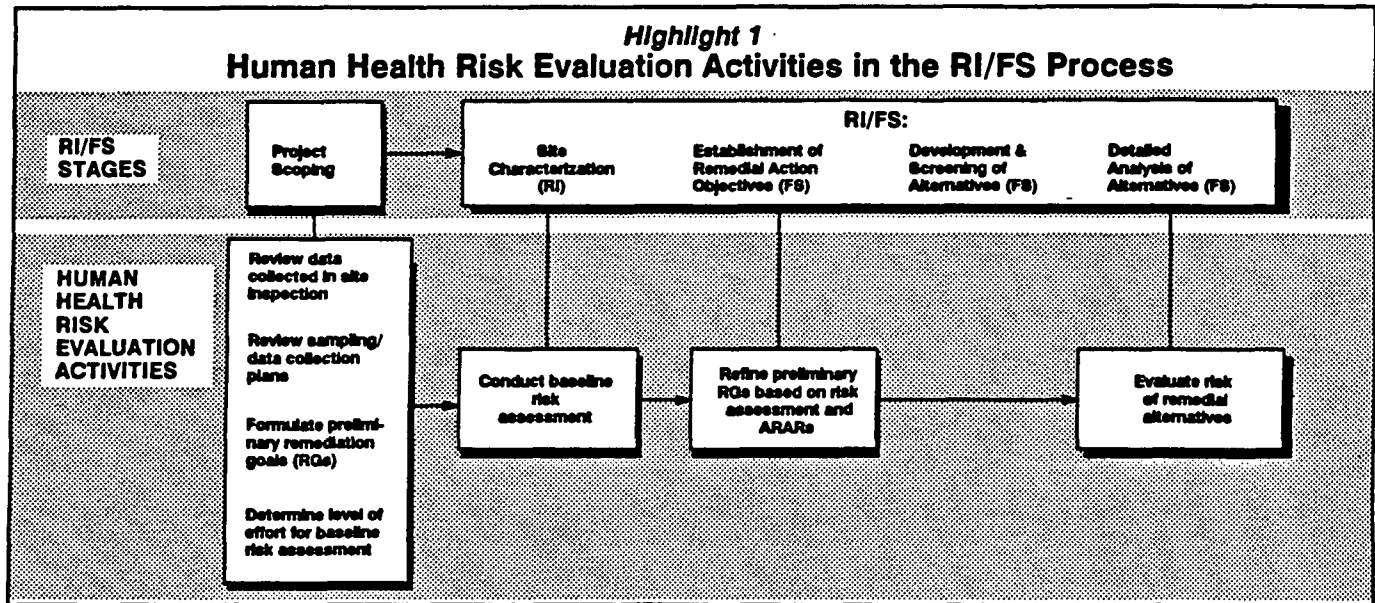 Highlight 1
Human Health Risk Evaluation Activities in the RI/FS Process
RI/FS
STAGES
Project
Scoping
RI/FS:
Site
Characterization
(RI)
Establishment of
Remedial Action
Objectives (FS)
Development &
Screening of
Alternatives (FS)
Detailed
Analysis of
Alternatives (FS)
HUMAN
HEALTH
RISK
EVALUATION
ACTIVITIES
Review data
collected in site
inspection
Review sampling/
data collection
plans
Formulate prelimi-
nary remediation
goals (RGs)
Determine level of
effort for baseline
risk assessment
Conduct baseline
risk
assessment
Refine preliminary
RGs based on risk
assessment and
ARARs
Evaluate risk
of remedial
alternatives